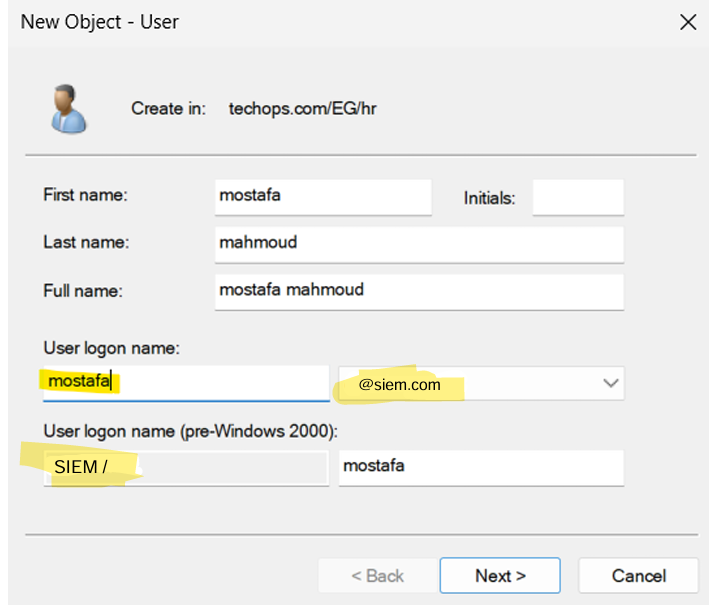 New Object - User
Create in: techops.com/EG/hr
First name: mostafa Initials:
Last name: mahmoud
Full name: mostafa mahmoud
User logon name:
mostafa @siem.com
User logon name (pre-Windows 2000):
SIEM / mostafa
< Back Next > Cancel